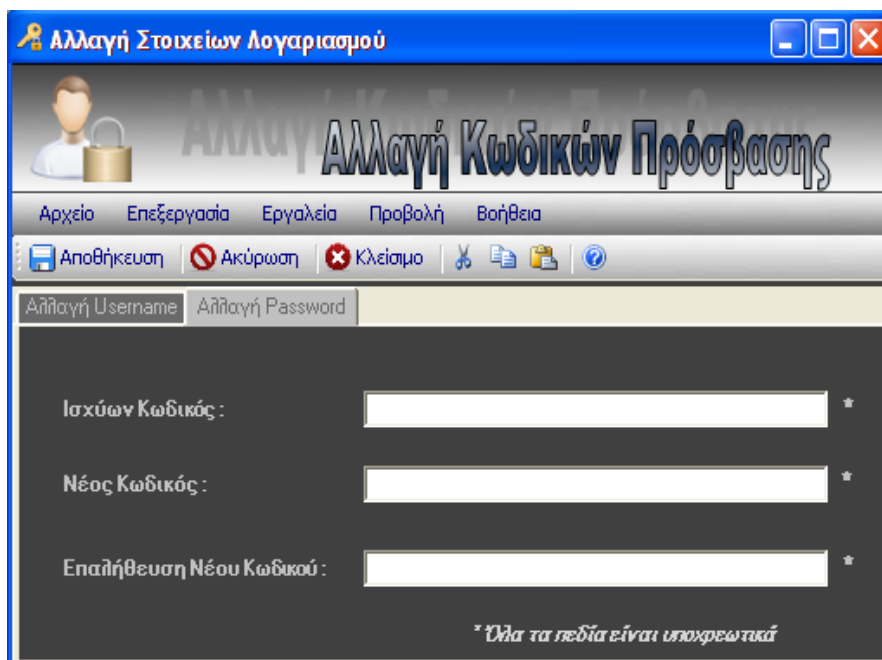 Αλλαγή Στοιχείων Λογαριασμού
Αλλαγή Κωδικών Πρόσβασης
Αρχείο Επεξεργασία Εργαλεία Προβολή Βοήθεια
Αποθήκευση Ακύρωση Κλείσιμο
Αλλαγή Username Αλλαγή Password
Ισχύων Κωδικός : *
Νέος Κωδικός : *
Επαλήθευση Νέου Κωδικού : *
* Όλα τα πεδία είναι υποχρεωτικά